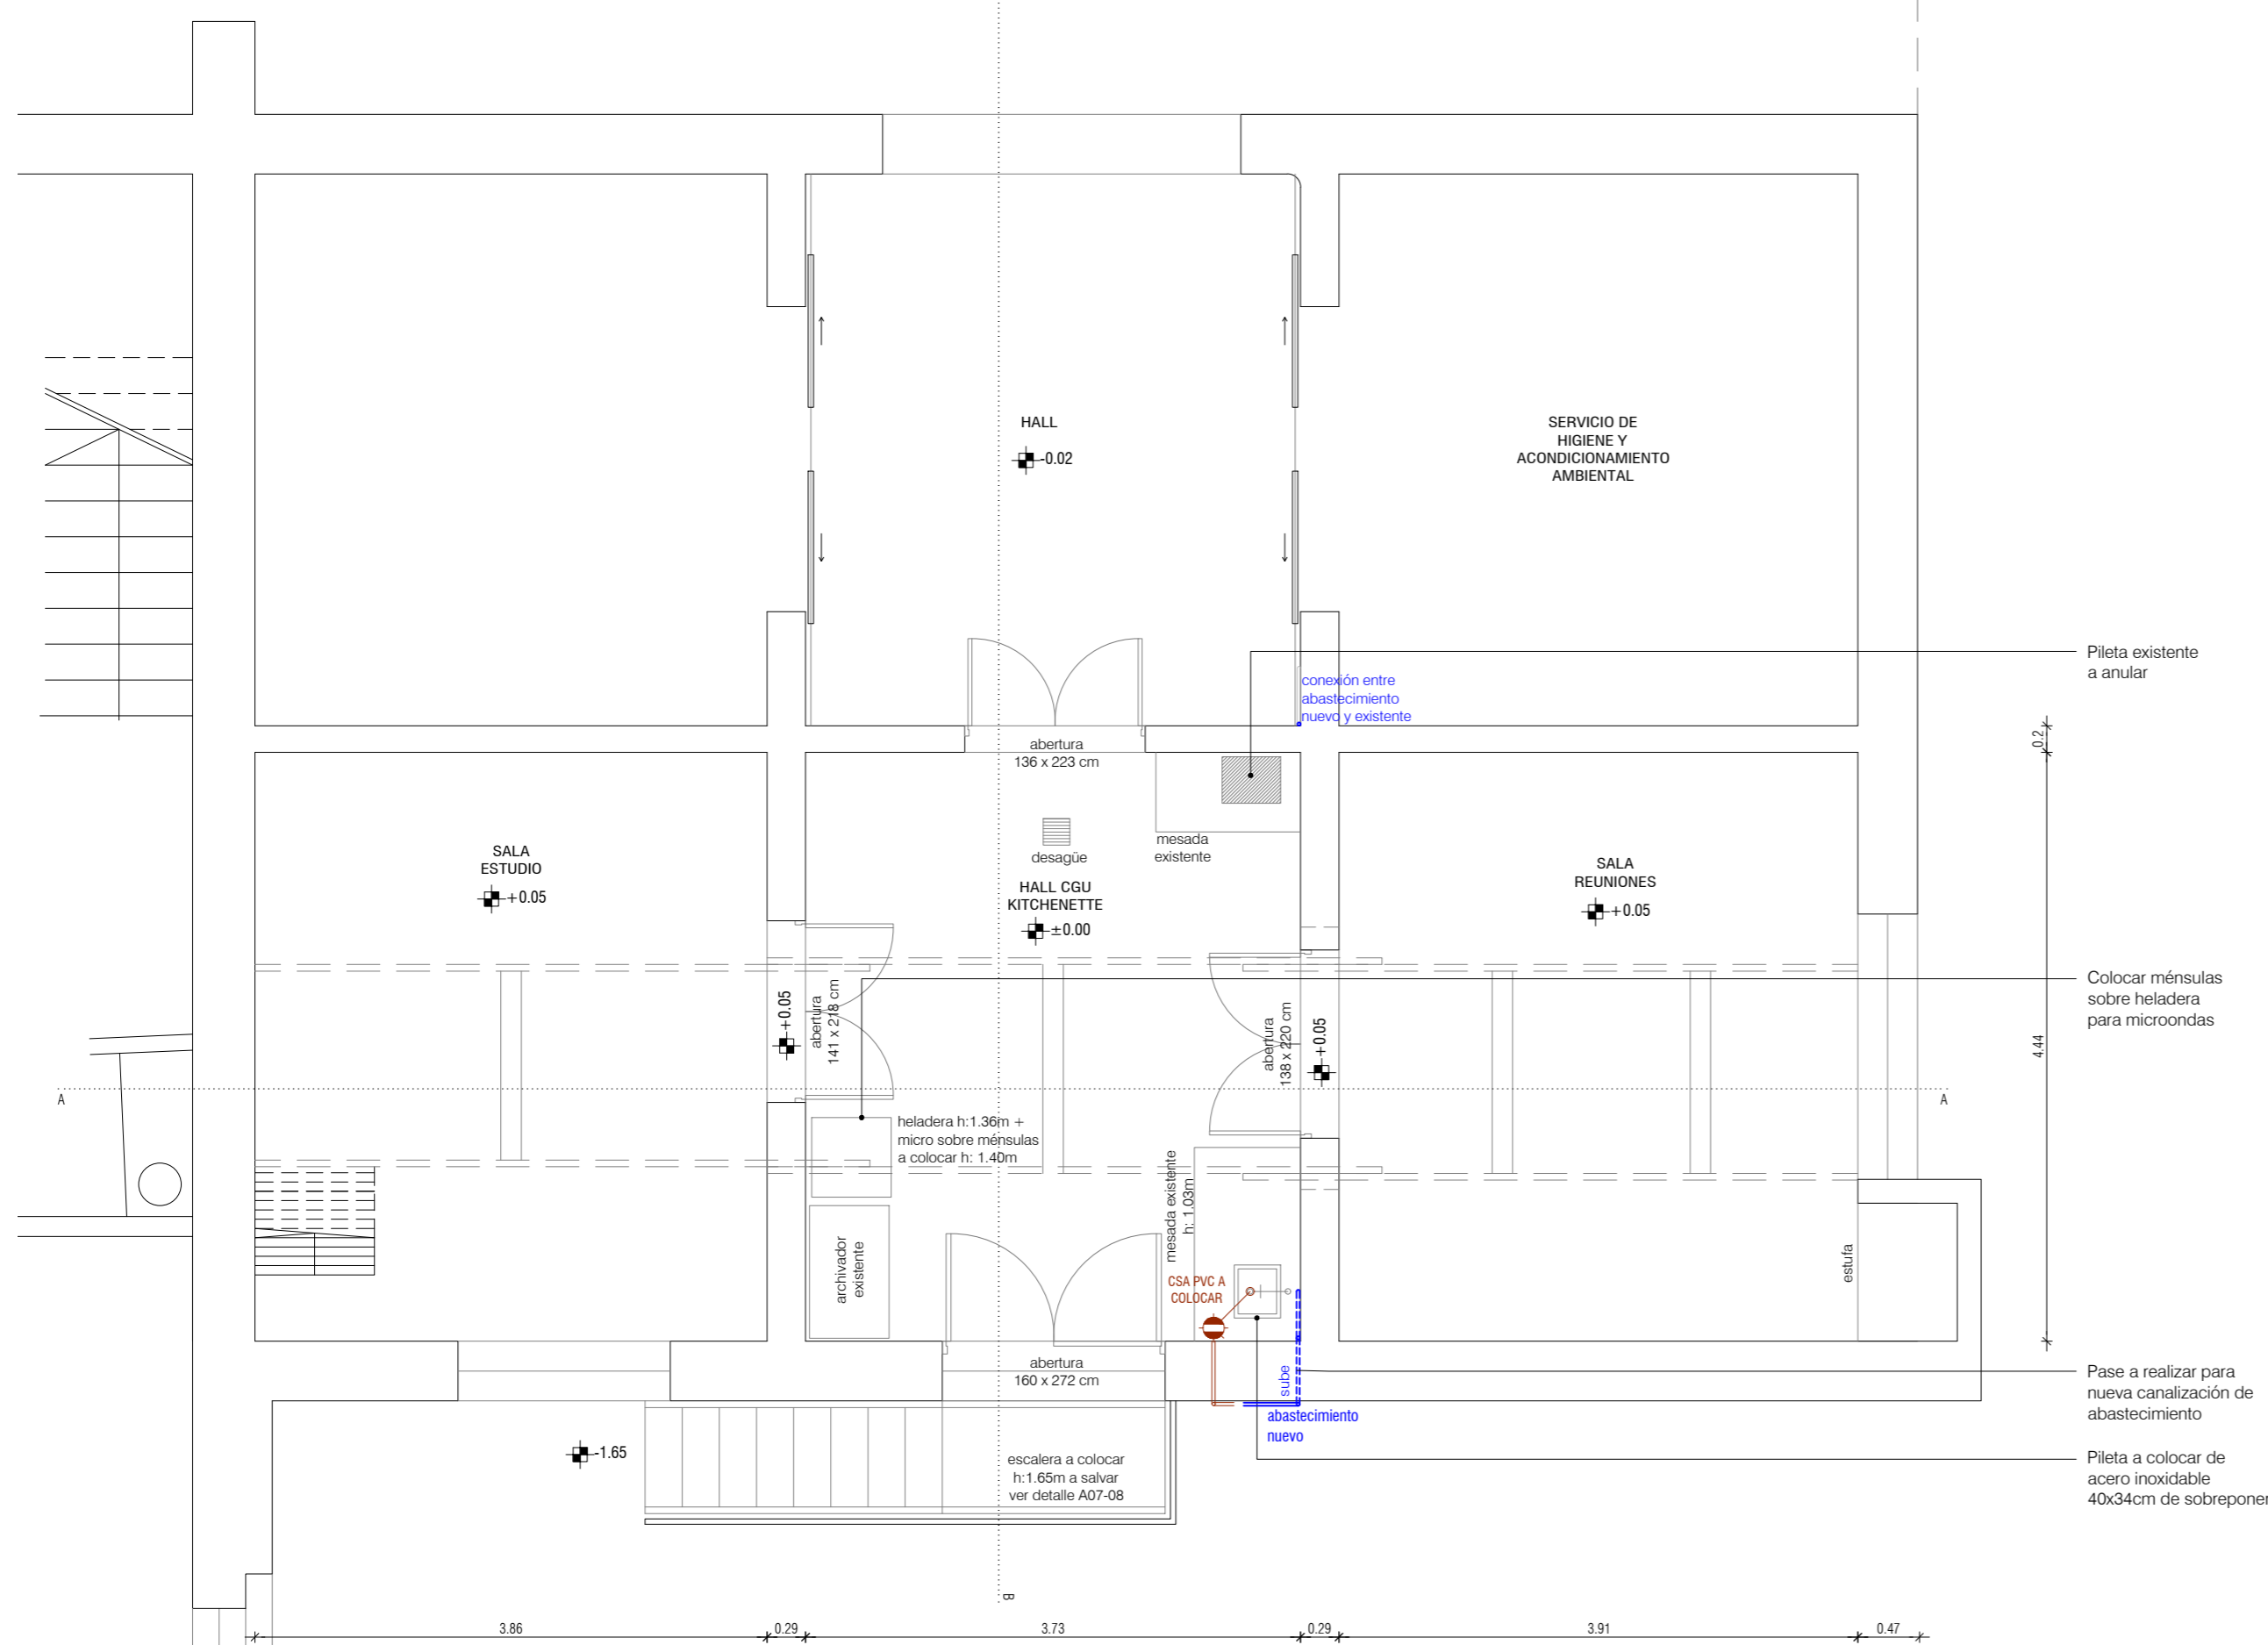 HALL
-0.02
SERVICIO DE
HIGIENE Y
ACONDICIONAMIENTO
AMBIENTAL
Pileta existente
a anular
conexión entre
abastecimiento
nuevo y existente
abertura
136 x 223 cm
0.2
mesada
existente
desagüe
SALA
ESTUDIO
+0.05
HALL CGU
KITCHENETTE
±0.00
SALA
REUNIONES
+0.05
Colocar ménsulas
sobre heladera
para microondas
+0.05
abertura
141 x 218 cm
abertura
138 x 220 cm
+0.05
4.44
A
A
heladera h:1.36m +
micro sobre ménsulas
a colocar h: 1.40m
mesada existente
h: 1.03m
archivador
existente
estufa
CSA PVC A
COLOCAR
abertura
160 x 272 cm
sube
Pase a realizar para
nueva canalización de
abastecimiento
abastecimiento
nuevo
-1.65
escalera a colocar
h:1.65m a salvar
ver detalle A07-08
Pileta a colocar de
acero inoxidable
40x34cm de sobreponer
B
3.86
0.29
3.73
0.29
3.91
0.47